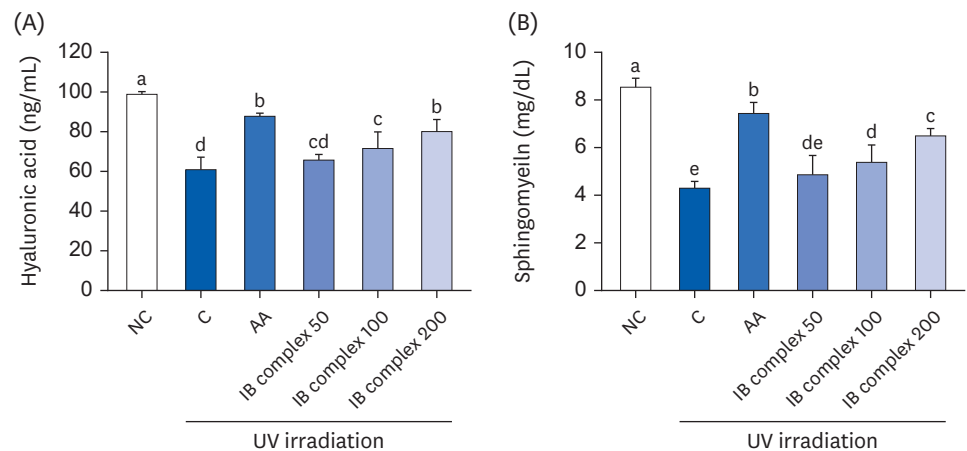 (A)
Hyaluronic acid (ng/mL)
120
100
80
60
40
20
0
a
d
b
cd
c
b
NC
C
AA
IB complex 50
IB complex 100
IB complex 200
UV irradiation
(B)
Sphingomyeiln (mg/dL)
10
8
6
4
2
0
a
e
b
de
d
c
NC
C
AA
IB complex 50
IB complex 100
IB complex 200
UV irradiation